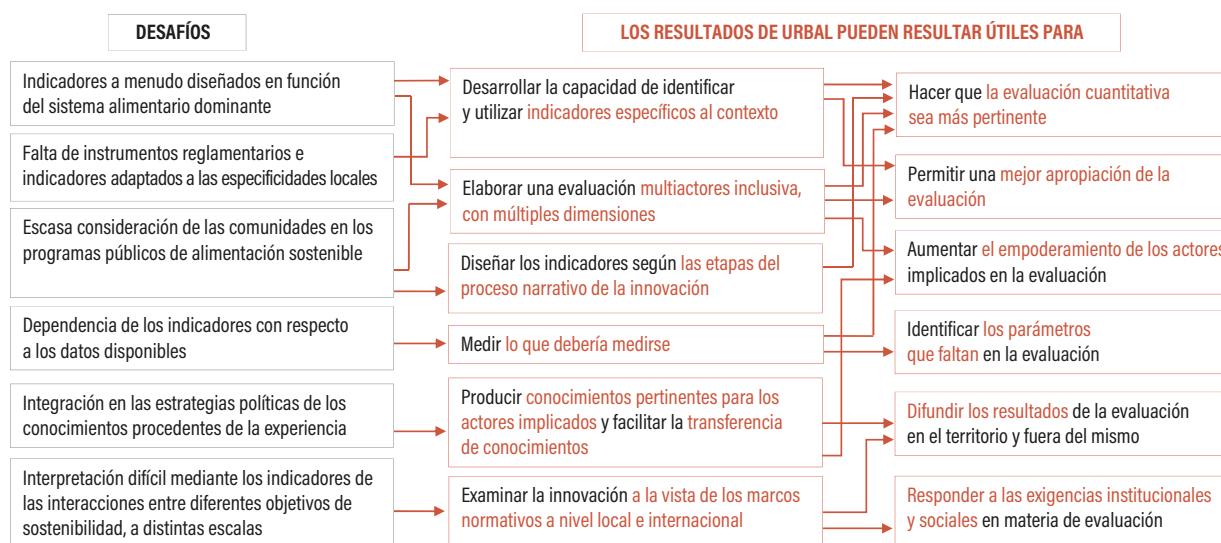 DESAFÍOS
LOS RESULTADOS DE URBAL PUEDEN RESULTAR ÚTILES PARA
Indicadores a menudo diseñados en función
del sistema alimentario dominante
Falta de instrumentos reglamentarios e
indicadores adaptados a las especificidades locales
Escasa consideración de las comunidades en los
programas públicos de alimentación sostenible
Dependencia de los indicadores con respecto
a los datos disponibles
Integración en las estrategias políticas de los
conocimientos procedentes de la experiencia
Interpretación difícil mediante los indicadores de
las interacciones entre diferentes objetivos de
sostenibilidad, a distintas escalas
Desarrollar la capacidad de identificar
y utilizar indicadores específicos al contexto
Elaborar una evaluación multiactores inclusiva,
con múltiples dimensiones
Diseñar los indicadores según las etapas del
proceso narrativo de la innovación
Medir lo que debería medirse
Producir conocimientos pertinentes para los
actores implicados y facilitar la transferencia
de conocimientos
Examinar la innovación a la vista de los marcos
normativos a nivel local e internacional
Hacer que la evaluación cuantitativa
sea más pertinente
Permitir una mejor apropiación de la
evaluación
Aumentar el empoderamiento de los actores
implicados en la evaluación
Identificar los parámetros
que faltan en la evaluación
Difundir los resultados de la evaluación
en el territorio y fuera del mismo
Responder a las exigencias institucionales
y sociales en materia de evaluación